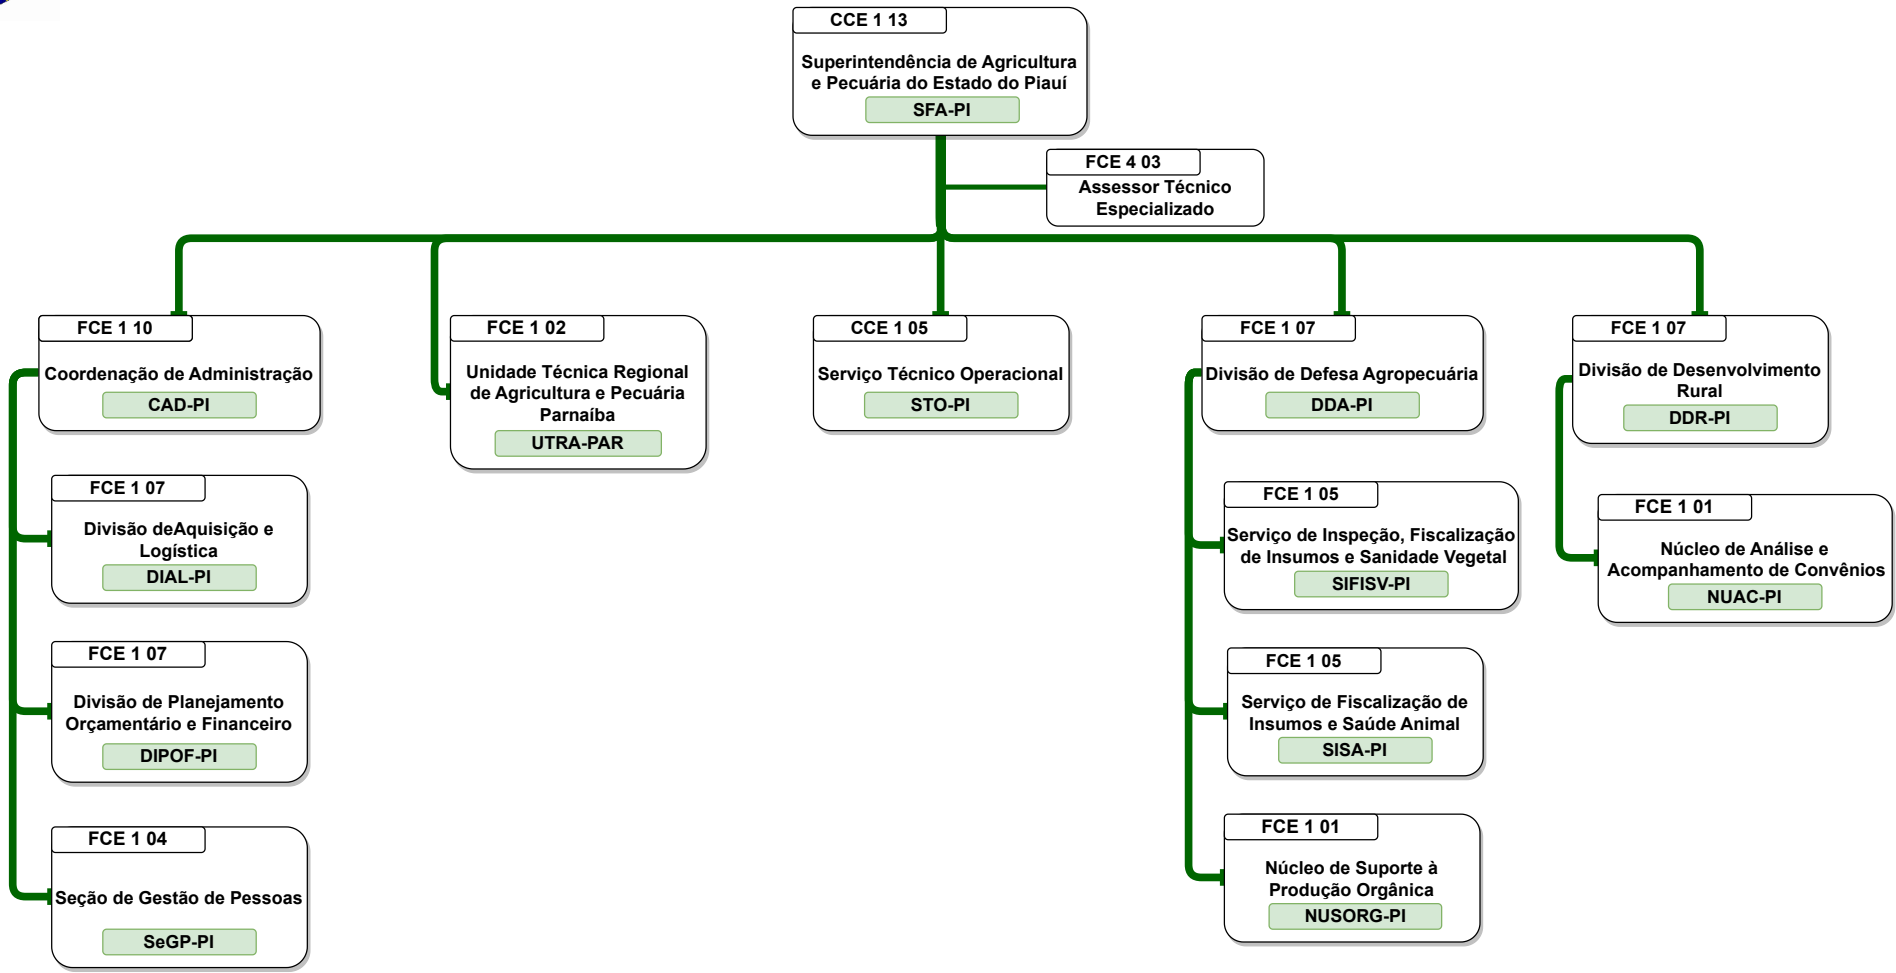 CCE 1 13
Superintendência de Agricultura
e Pecuária do Estado do Piauí
SFA-PI
FCE 4 03
Assessor Técnico
Especializado
FCE 1 10
Coordenação de Administração
CAD-PI
FCE 1 07
Divisão deAquisição e
Logística
DIAL-PI
FCE 1 07
Divisão de Planejamento
Orçamentário e Financeiro
DIPOF-PI
FCE 1 04
Seção de Gestão de Pessoas
SeGP-PI
FCE 1 02
Unidade Técnica Regional
de Agricultura e Pecuária
Parnaíba
UTRA-PAR
CCE 1 05
Serviço Técnico Operacional
STO-PI
FCE 1 07
Divisão de Defesa Agropecuária
DDA-PI
FCE 1 05
Serviço de Inspeção, Fiscalização
de Insumos e Sanidade Vegetal
SIFISV-PI
FCE 1 05
Serviço de Fiscalização de
Insumos e Saúde Animal
SISA-PI
FCE 1 01
Núcleo de Suporte à
Produção Orgânica
NUSORG-PI
FCE 1 07
Divisão de Desenvolvimento
Rural
DDR-PI
FCE 1 01
Núcleo de Análise e
Acompanhamento de Convênios
NUAC-PI